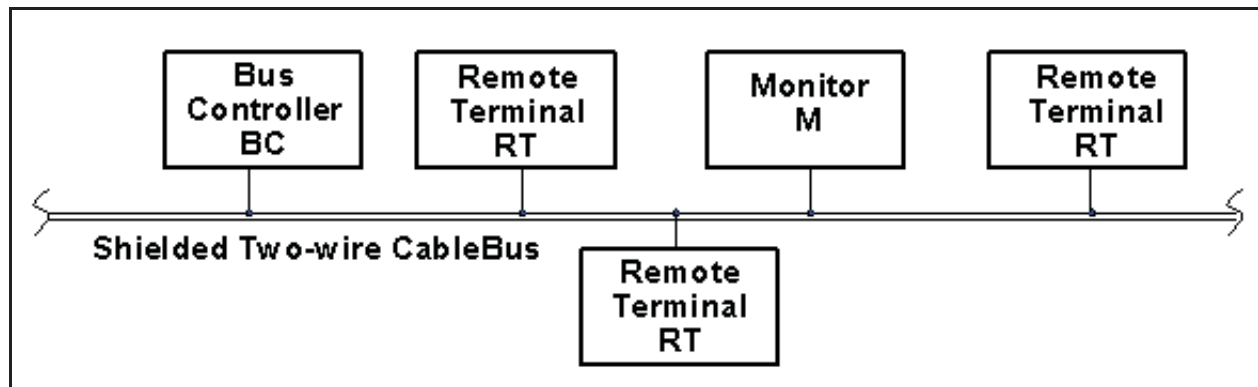 Bus
Controller
BC
Remote
Terminal
RT
Monitor
M
Remote
Terminal
RT
Shielded Two-wire CableBus
Remote
Terminal
RT